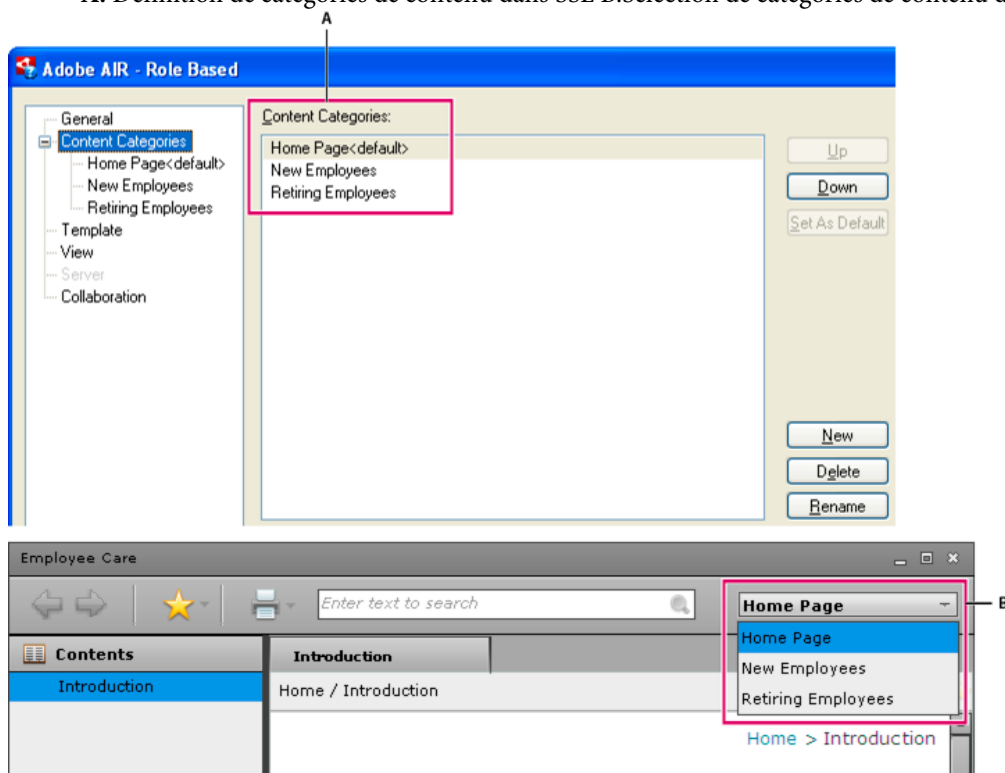 A. Définition de catégories de contenu dans SSL B.Sélection de catégories de contenu d
A
Adobe AIR - Role Based
General
Content Categories
Home Page<default>
New Employees
Retiring Employees
Template
View
Server
Collaboration
Content Categories:
Home Page<default>
New Employees
Retiring Employees
Up
Down
Set As Default
New
Delete
Rename
Employee Care
Enter text to search
Home Page
B
Home Page
New Employees
Retiring Employees
Contents
Introduction
Introduction
Home / Introduction
Home > Introduction